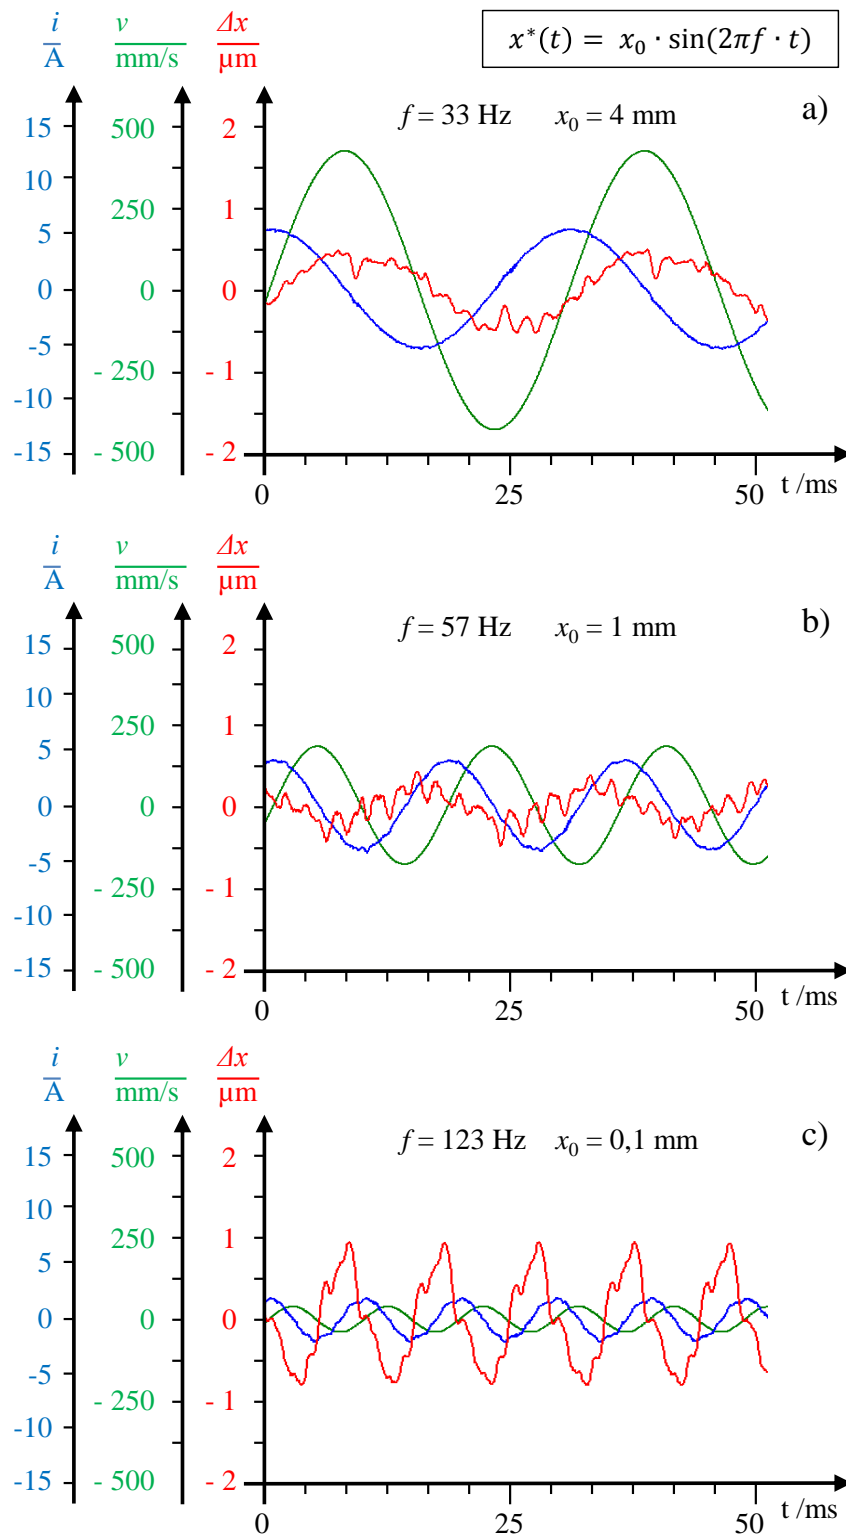 x*(t) = x₀ · sin(2πf · t)
i/A v/mm/s Δx/µm
a)
f = 33 Hz x₀ = 4 mm
15 500 2
10
5 250 1
0 0 0
-5
- 250 - 1
-10
-15 - 500 - 2
0 25 50 t /ms
i/A v/mm/s Δx/µm
b)
f = 57 Hz x₀ = 1 mm
15 500 2
10
5 250 1
0 0 0
-5
- 250 - 1
-10
-15 - 500 - 2
0 25 50 t /ms
i/A v/mm/s Δx/µm
c)
f = 123 Hz x₀ = 0,1 mm
15 500 2
10
5 250 1
0 0 0
-5
- 250 - 1
-10
-15 - 500 - 2
0 25 50 t /ms